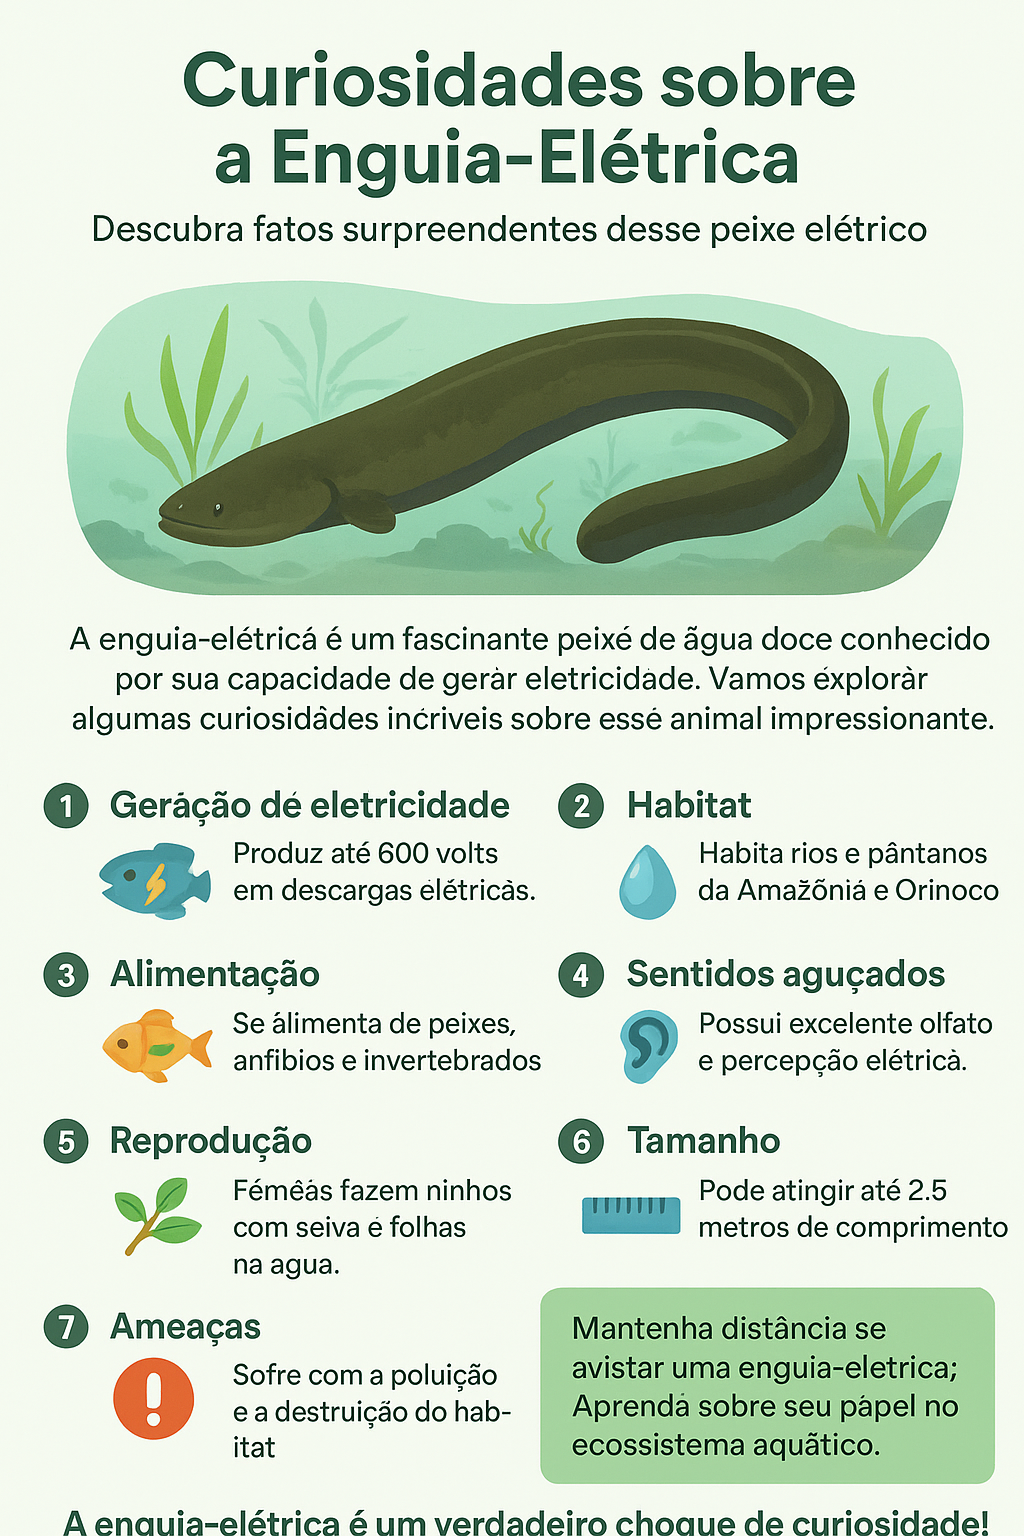 Curiosidades sobre
a Enguia-Elétrica
Descubra fatos surpreendentes desse peixe elétrico
A enguia-elétricá é um fascinante peixé de ãgua doce conhecido
por sua capacidade de geràr eletricidàde. Vamos éxploràr
algumas curiosidâdes inćriveis sobre essé animal impressionante.
1 Geráção dé eletricidade
Produz até 600 volts
em descargas élétricàs.
2 Habitat
Habita rios e pântanos
da Amažõniá e Orinoco
3 Alimentação
Se álimenta de peixes,
anfibios e invertebrados
4 Sentidos aguçados
Possui excelente olfato
e percepção elétricà.
5 Reprodução
Féméás fazem ninhos
com seiva é folhas
na agua.
6 Tamanho
Pode atingir até 2.5
metros de comprimento
7 Ameaças
Sofre com a poluição
e a destruição do hab-
itat
Mantenha distância se
avistar uma enguia-eletrica;
Aprendà sobre seu pápel no
ecossistema aquãtico.
A enguia-elétrica é um verdadeiro choque de curiosidade!